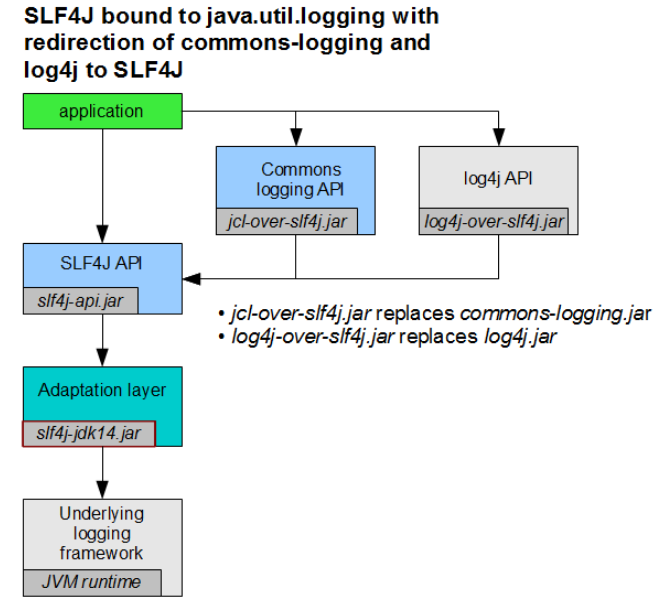 SLF4J bound to java.util.logging with
redirection of commons-logging and
log4j to SLF4J
application
Commons
logging API
jcl-over-slf4j.jar
log4j API
log4j-over-slf4j.jar
SLF4J API
slf4j-api.jar
• jcl-over-slf4j.jar replaces commons-logging.jar
• log4j-over-slf4j.jar replaces log4j.jar
Adaptation layer
slf4j-jdk14.jar
Underlying
logging
framework
JVM runtime